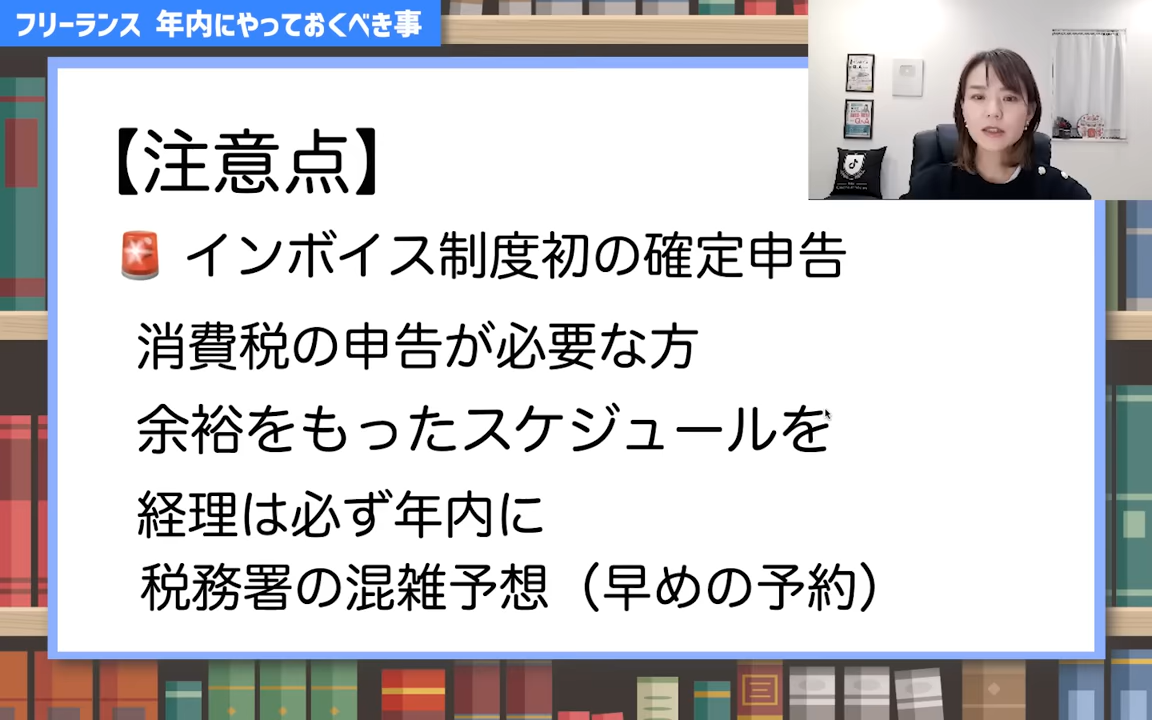 フリーランス 年内にやっておくべき事
【注意点】
インボイス制度初の確定申告
消費税の申告が必要な方
余裕をもったスケジュールを
経理は必ず年内に
税務署の混雑予想（早めの予約）